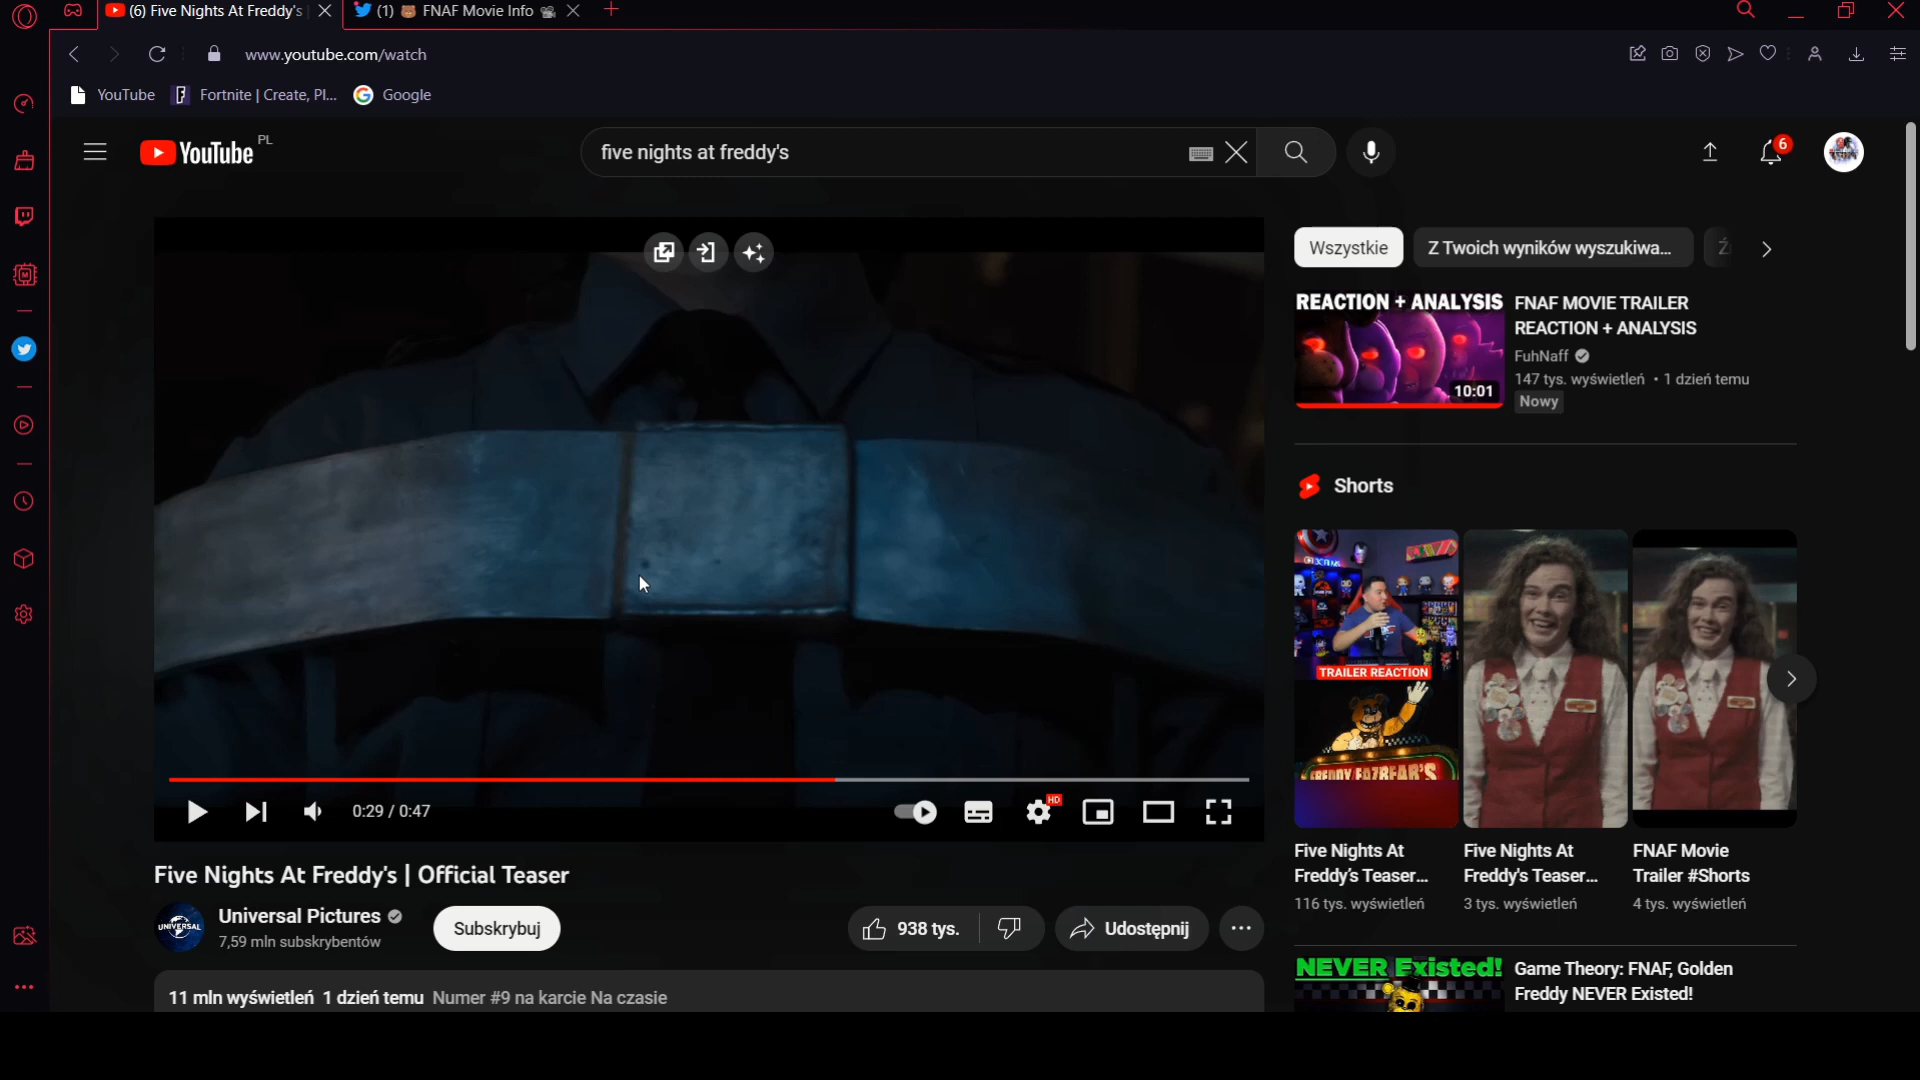 (6) Five Nights At Freddy's
(1) 🐻 FNAF Movie Info 📽
www.youtube.com/watch
YouTube
Fortnite | Create, Pl...
Google
YouTube PL
five nights at freddy's
6
Wszystkie
Z Twoich wyników wyszukiwa...
REACTION + ANALYSIS
10:01
FNAF MOVIE TRAILER
REACTION + ANALYSIS
FuhNaff
147 tys. wyświetleń • 1 dzień temu
Nowy
Shorts
TRAILER REACTION
FREDDY FAZBEAR'S
Five Nights At
Freddy's Teaser...
116 tys. wyświetleń
Five Nights At
Freddy's Teaser...
3 tys. wyświetleń
FNAF Movie
Trailer #Shorts
4 tys. wyświetleń
0:29 / 0:47
HD
Five Nights At Freddy's | Official Teaser
UNIVERSAL
Universal Pictures
7,59 mln subskrybentów
Subskrybuj
938 tys.
Udostępnij
11 mln wyświetleń 1 dzień temu Numer #9 na karcie Na czasie
NEVER Existed!
Game Theory: FNAF, Golden
Freddy NEVER Existed!